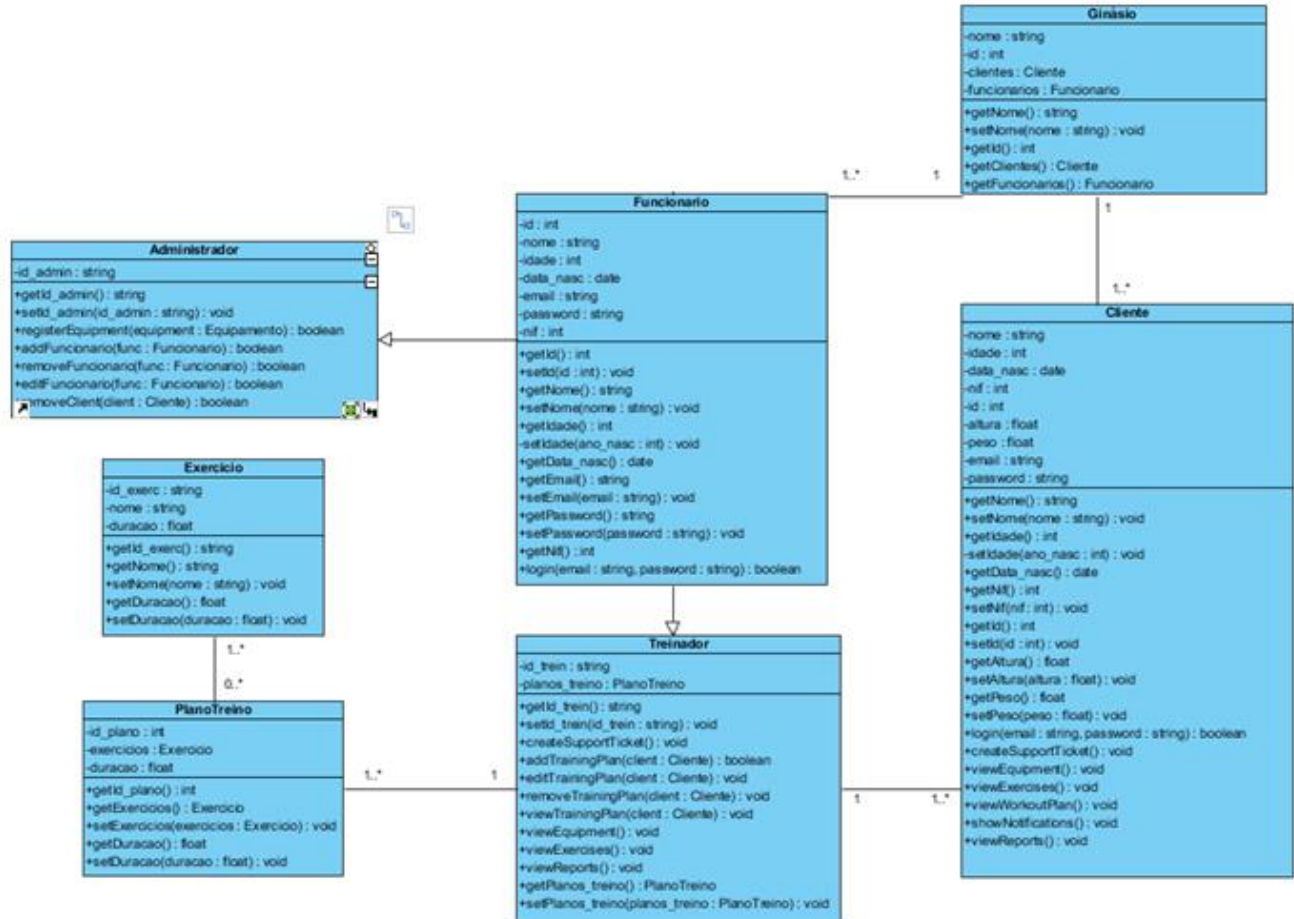 Ginásio
-nome : string
-id : int
-clientes : Cliente
-funcionarios : Funcionario
+getNome() : string
+setNome(nome : string) : void
+getId() : int
+getClientes() : Cliente
+getFuncionarios() : Funcionario
1..*
1
1
1..*
Funcionario
-id : int
-nome : string
-idade : int
-data_nasc : date
-email : string
-password : string
-nif : int
+getId() : int
+setId(id : int) : void
+getNome() : string
+setNome(nome : string) : void
+getIdade() : int
-setIdade(ano_nasc : int) : void
+getData_nasc() : date
+getEmail() : string
+setEmail(email : string) : void
+getPassword() : string
+setPassword(password : string) : void
+getNif() : int
+login(email : string, password : string) : boolean
Administrador
-id_admin : string
+getId_admin() : string
+setId_admin(id_admin : string) : void
+registerEquipment(equipment : Equipamento) : boolean
+addFuncionario(func : Funcionario) : boolean
+removeFuncionario(func : Funcionario) : boolean
+editFuncionario(func : Funcionario) : boolean
moveClient(client : Cliente) : boolean
Cliente
-nome : string
-idade : int
-data_nasc : date
-nif : int
-id : int
-altura : float
-peso : float
-email : string
-password : string
+getNome() : string
+setNome(nome : string) : void
+getIdade() : int
-setIdade(ano_nasc : int) : void
+getData_nasc() : date
+getNif() : int
+setNif(nif : int) : void
+getId() : int
+setId(id : int) : void
+getAltura() : float
+setAltura(altura : float) : void
+getPeso() : float
+setPeso(peso : float) : void
+login(email : string, password : string) : boolean
+createSupportTicket() : void
+viewEquipment() : void
+viewExercises() : void
+viewWorkoutPlan() : void
+showNotifications() : void
+viewReports() : void
Exercício
-id_exerc : string
-nome : string
-duracao : float
+getId_exerc() : string
+getNome() : string
+setNome(nome : string) : void
+getDuracao() : float
+setDuracao(duracao : float) : void
1..*
0..*
PlanoTreino
-id_plano : int
-exercicios : Exercicio
-duracao : float
+getId_plano() : int
+getExercicios() : Exercicio
+setExercicios(exercicios : Exercicio) : void
+getDuracao() : float
+setDuracao(duracao : float) : void
1..*
1
Treinador
-id_trein : string
-planos_treino : PlanoTreino
+getId_trein() : string
+setId_trein(id_trein : string) : void
+createSupportTicket() : void
+addTrainingPlan(client : Cliente) : boolean
+editTrainingPlan(client : Cliente) : void
+removeTrainingPlan(client : Cliente) : void
+viewTrainingPlan(client : Cliente) : void
+viewEquipment() : void
+viewExercises() : void
+viewReports() : void
+getPlanos_treino() : PlanoTreino
+setPlanos_treino(planos_treino : PlanoTreino) : void
1
1..*